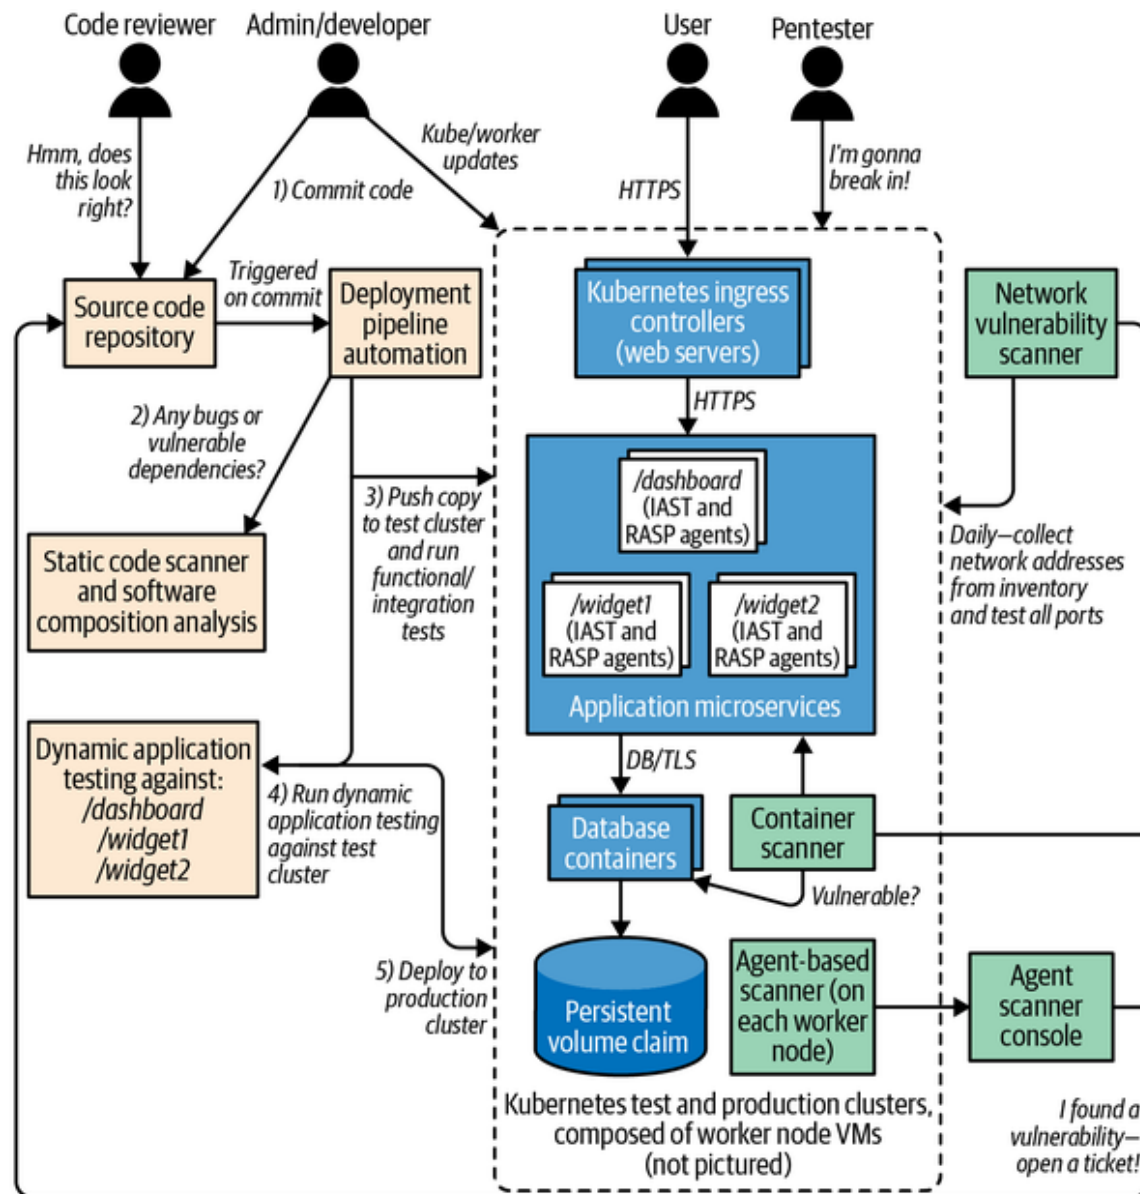 Code reviewer
Admin/developer
User
Pentester
Hmm, does
this look
right?
1) Commit code
Kube/worker
updates
HTTPS
I'm gonna
break in!
Source code
repository
Triggered
on commit
Deployment
pipeline
automation
Kubernetes ingress
controllers
(web servers)
Network
vulnerability
scanner
2) Any bugs or
vulnerable
dependencies?
HTTPS
3) Push copy
to test cluster
and run
functional/
integration
tests
/dashboard
(IAST and
RASP agents)
Daily—collect
network addresses
from inventory
and test all ports
Static code scanner
and software
composition analysis
/widget1
(IAST and
RASP agents)
/widget2
(IAST and
RASP agents)
Application microservices
Dynamic application
testing against:
/dashboard
/widget1
/widget2
4) Run dynamic
application testing
against test
cluster
DB/TLS
Database
containers
Container
scanner
Vulnerable?
5) Deploy to
production
cluster
Persistent
volume claim
Agent-based
scanner (on
each worker
node)
Agent
scanner
console
Kubernetes test and production clusters,
composed of worker node VMs
(not pictured)
I found a
vulnerability—
open a ticket!